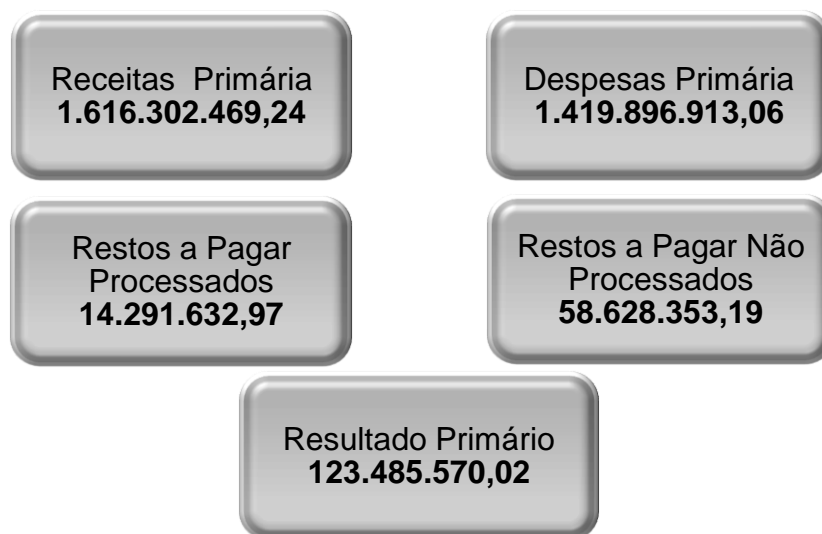 Receitas Primária
1.616.302.469,24
Despesas Primária
1.419.896.913,06
Restos a Pagar
Processados
14.291.632,97
Restos a Pagar Não
Processados
58.628.353,19
Resultado Primário
123.485.570,02